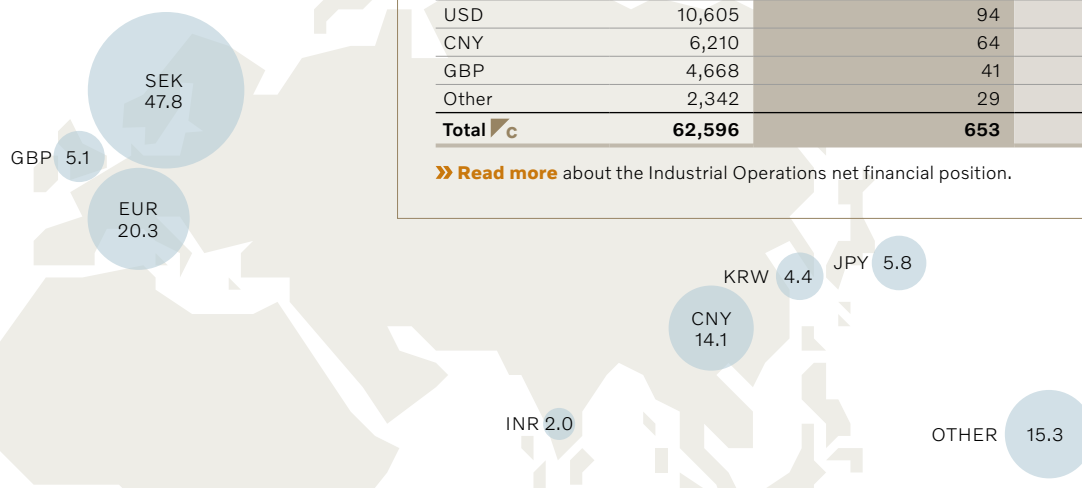 USD 10,605 94
CNY 6,210 64
GBP 4,668 41
Other 2,342 29
Total C 62,596 653
» Read more about the Industrial Operations net financial position.
SEK
47.8
GBP 5.1
EUR
20.3
KRW 4.4
JPY 5.8
CNY
14.1
INR 2.0
OTHER 15.3